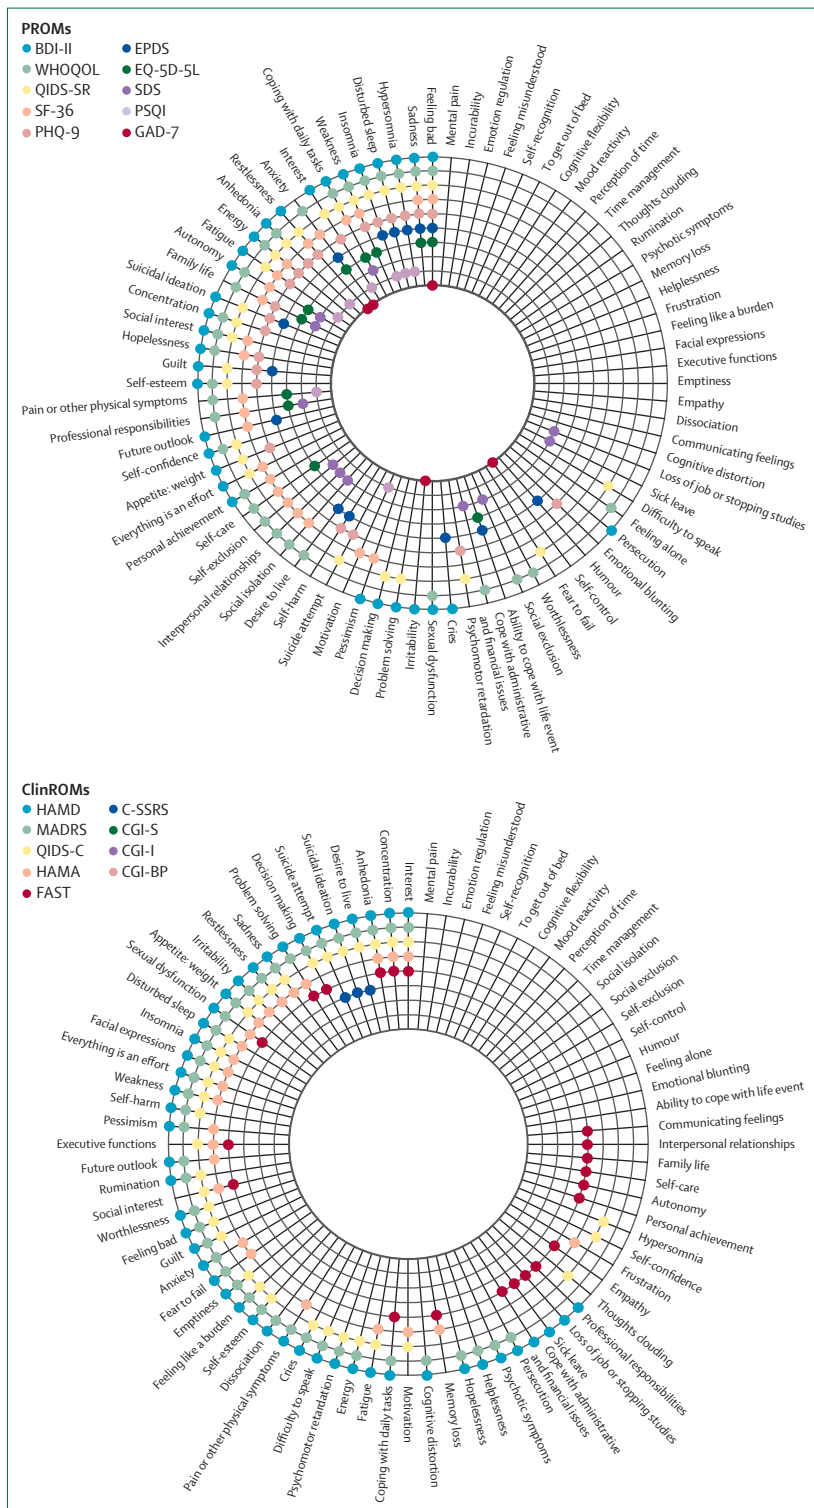 PROMs
BDI-II
EPDS
WHOQOL
EQ-5D-5L
QIDS-SR
SDS
SF-36
PSQI
PHQ-9
GAD-7
Feeling bad
Mental pain
Incurability
Emotion regulation
Feeling misunderstood
Self-recognition
To get out of bed
Cognitive flexibility
Mood reactivity
Perception of time
Time management
Thoughts clouding
Rumination
Psychotic symptoms
Memory loss
Helplessness
Frustration
Feeling like a burden
Facial expressions
Executive functions
Emptiness
Empathy
Dissociation
Communicating feelings
Cognitive distortion
Loss of job or stopping studies
Sick leave
Difficulty to speak
Feeling alone
Persecution
Emotional blunting
Humour
Self-control
Fear to fail
Worthlessness
Social exclusion
Ability to cope with life event
Cope with administrative
and financial issues
Psychomotor retardation
Cries
Sexual dysfunction
Irritability
Problem solving
Decision making
Pessimism
Motivation
Suicide attempt
Self-harm
Desire to live
Social isolation
Interpersonal relationships
Self-exclusion
Self-care
Personal achievement
Everything is an effort
Appetite: weight
Self-confidence
Future outlook
Professional responsibilities
Pain or other physical symptoms
Self-esteem
Guilt
Hopelessness
Social interest
Concentration
Suicidal ideation
Family life
Autonomy
Fatigue
Energy
Anhedonia
Restlessness
Anxiety
Interest
Coping with daily tasks
Weakness
Insomnia
Disturbed sleep
Hypersomnia
Sadness
ClinROMs
HAMD
C-SSRS
MADRS
CGI-S
QIDS-C
CGI-I
HAMA
CGI-BP
FAST
Interest
Mental pain
Incurability
Emotion regulation
Feeling misunderstood
Self-recognition
To get out of bed
Cognitive flexibility
Mood reactivity
Perception of time
Time management
Social isolation
Social exclusion
Self-exclusion
Self-control
Humour
Feeling alone
Emotional blunting
Ability to cope with life event
Communicating feelings
Interpersonal relationships
Family life
Self-care
Autonomy
Personal achievement
Hypersomnia
Self-confidence
Frustration
Empathy
Thoughts clouding
Professional responsibilities
Loss of job or stopping studies
Sick leave
Cope with administrative
and financial issues
Persecution
Psychotic symptoms
Helplessness
Hopelessness
Memory loss
Cognitive distortion
Motivation
Coping with daily tasks
Fatigue
Energy
Psychomotor retardation
Difficulty to speak
Cries
Pain or other physical symptoms
Dissociation
Self-esteem
Feeling like a burden
Emptiness
Fear to fail
Anxiety
Guilt
Feeling bad
Worthlessness
Social interest
Rumination
Future outlook
Executive functions
Pessimism
Self-harm
Weakness
Everything is an effort
Facial expressions
Insomnia
Disturbed sleep
Sexual dysfunction
Appetite: weight
Irritability
Restlessness
Sadness
Problem solving
Decision making
Suicide attempt
Suicidal ideation
Desire to live
Anhedonia
Concentration